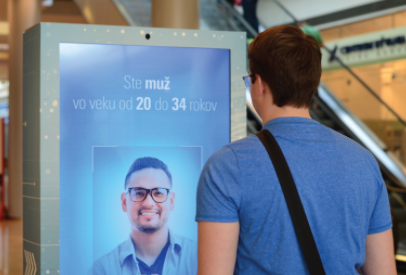 Ste muž
vo veku od 20 do 34 rokov